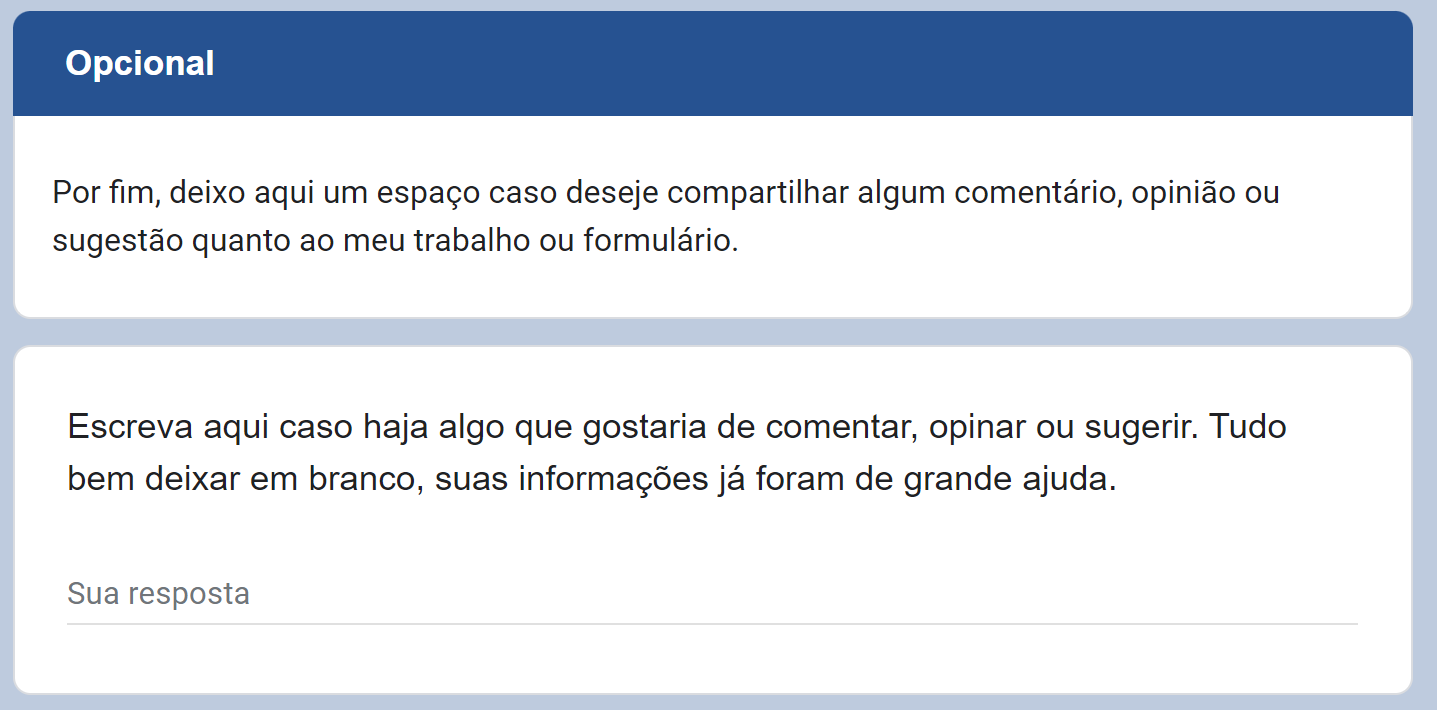 Opcional
Por fim, deixo aqui um espaço caso deseje compartilhar algum comentário, opinião ou
sugestão quanto ao meu trabalho ou formulário.
Escreva aqui caso haja algo que gostaria de comentar, opinar ou sugerir. Tudo
bem deixar em branco, suas informações já foram de grande ajuda.
Sua resposta